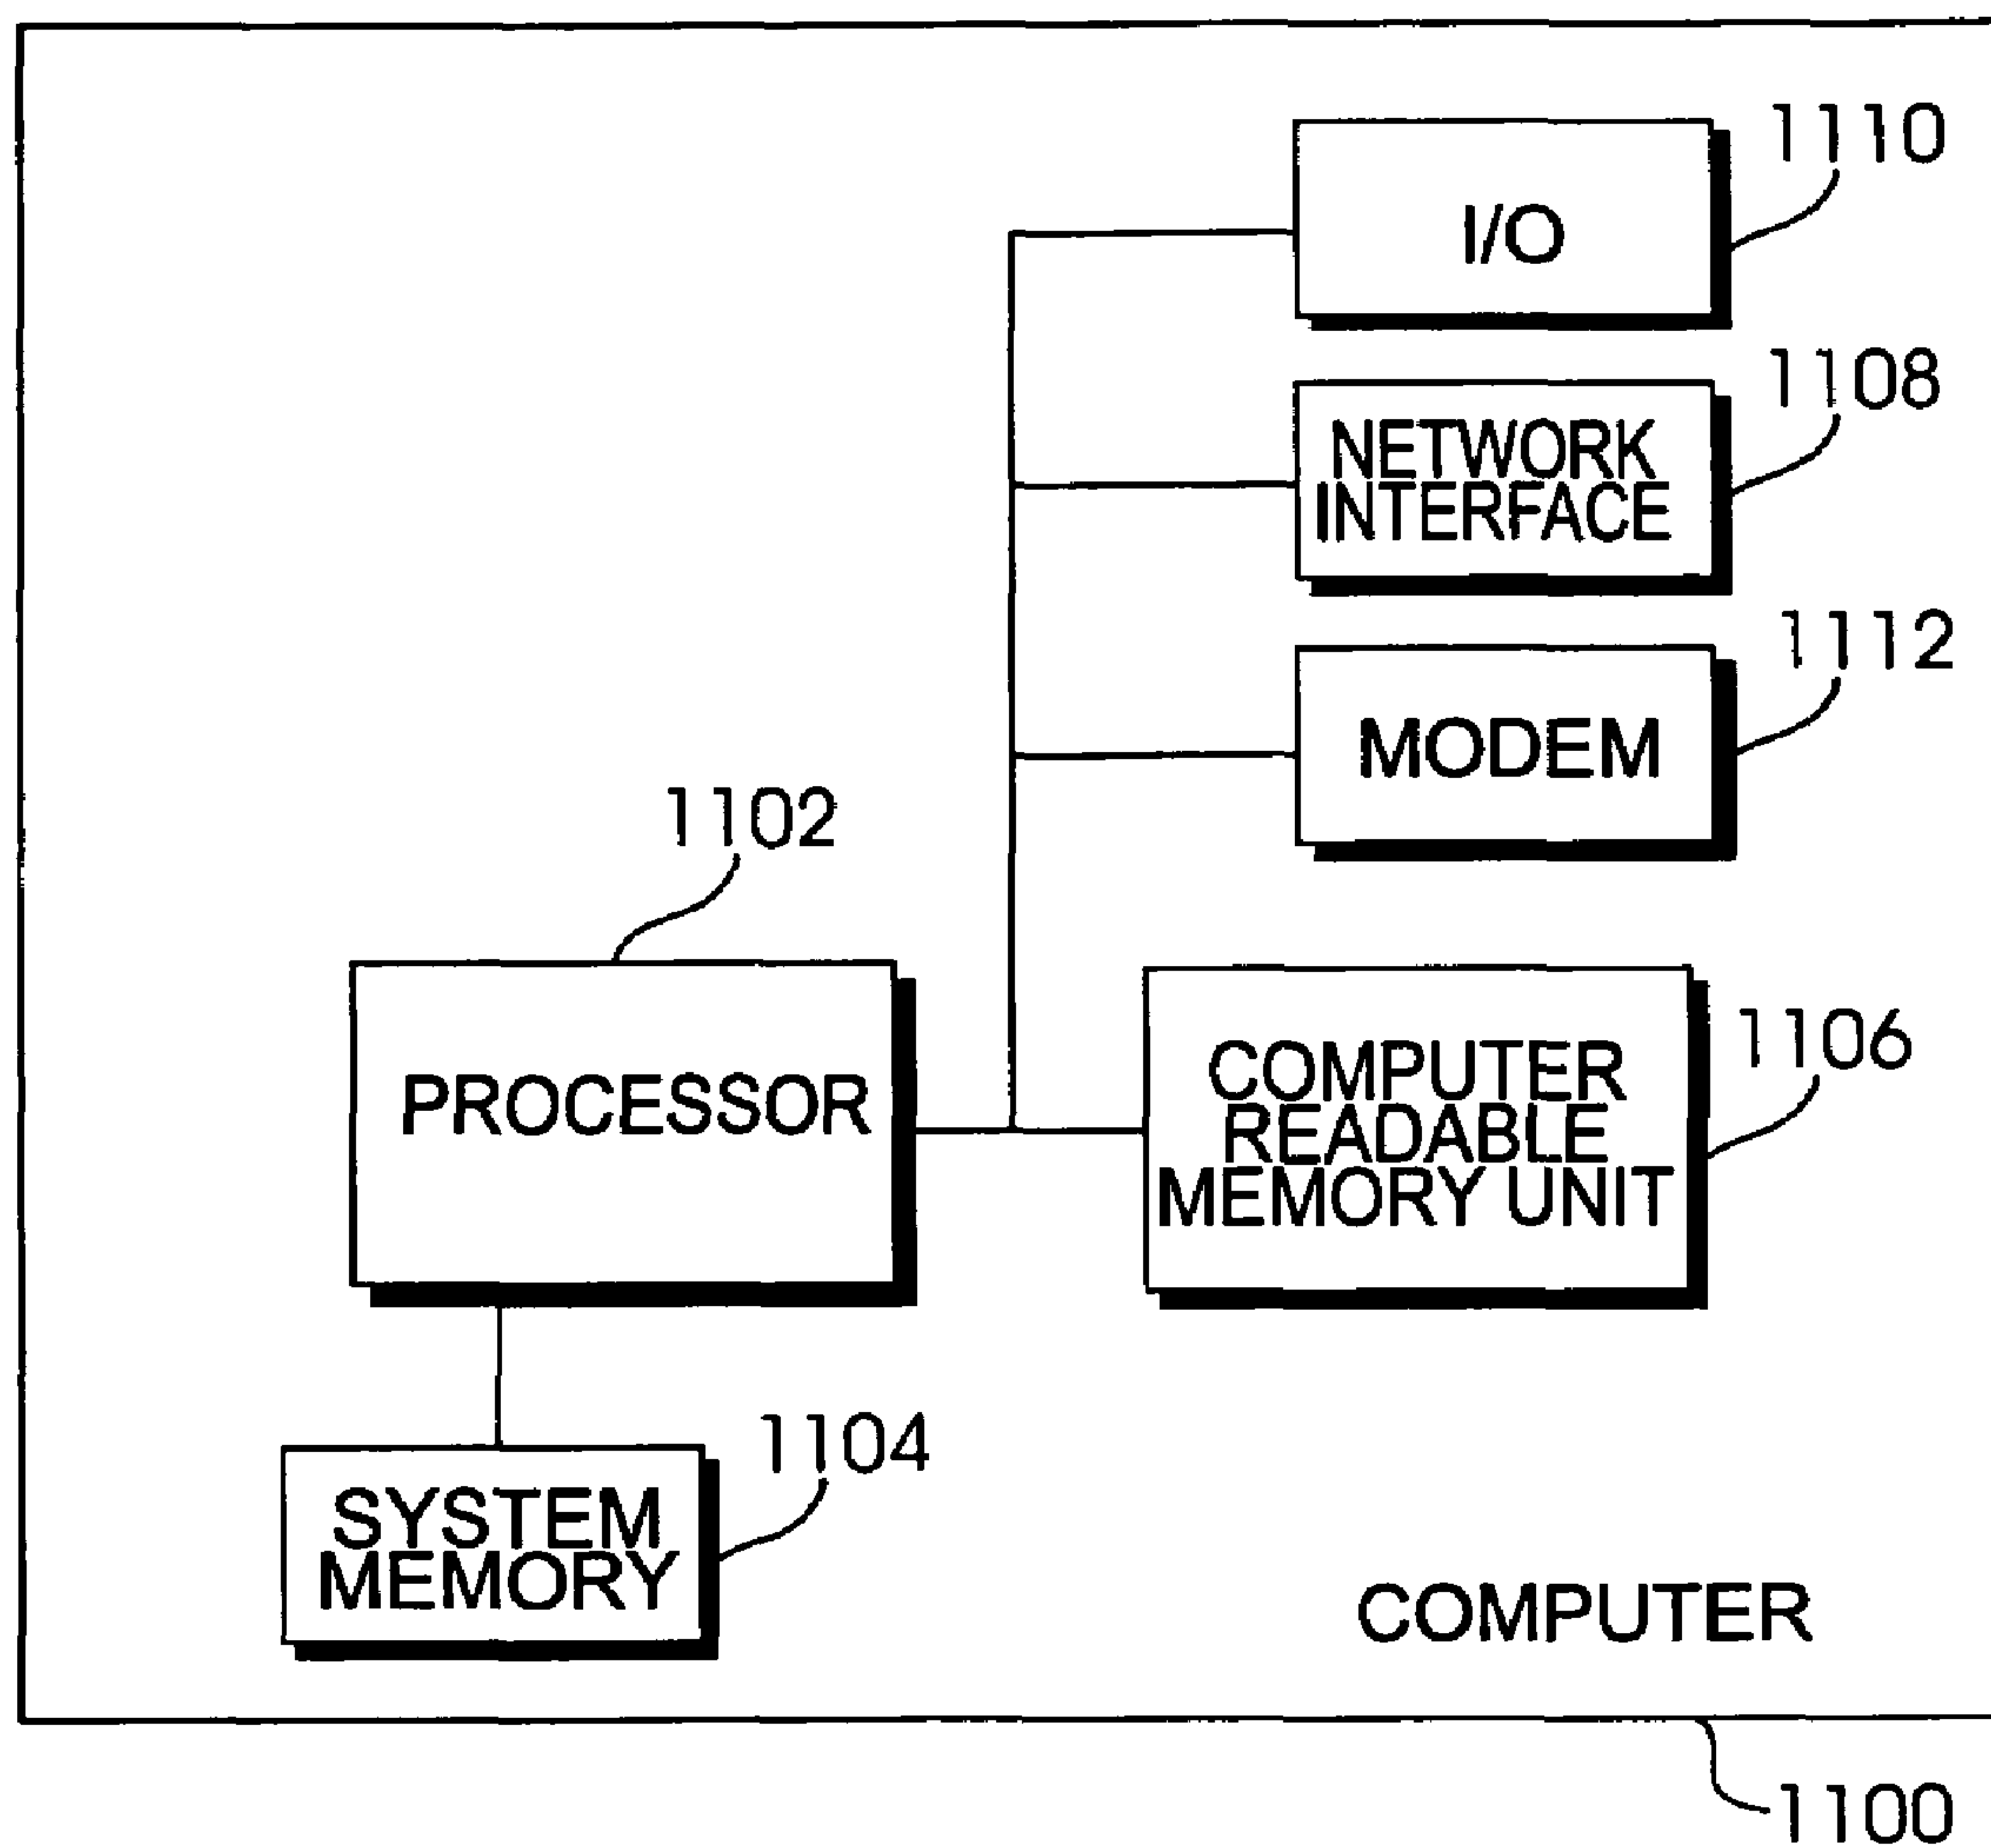 1110
I/O
1108
NETWORK
INTERFACE
1112
MODEM
1102
PROCESSOR
1106
COMPUTER
READABLE
MEMORY UNIT
1104
SYSTEM
MEMORY
COMPUTER
1100